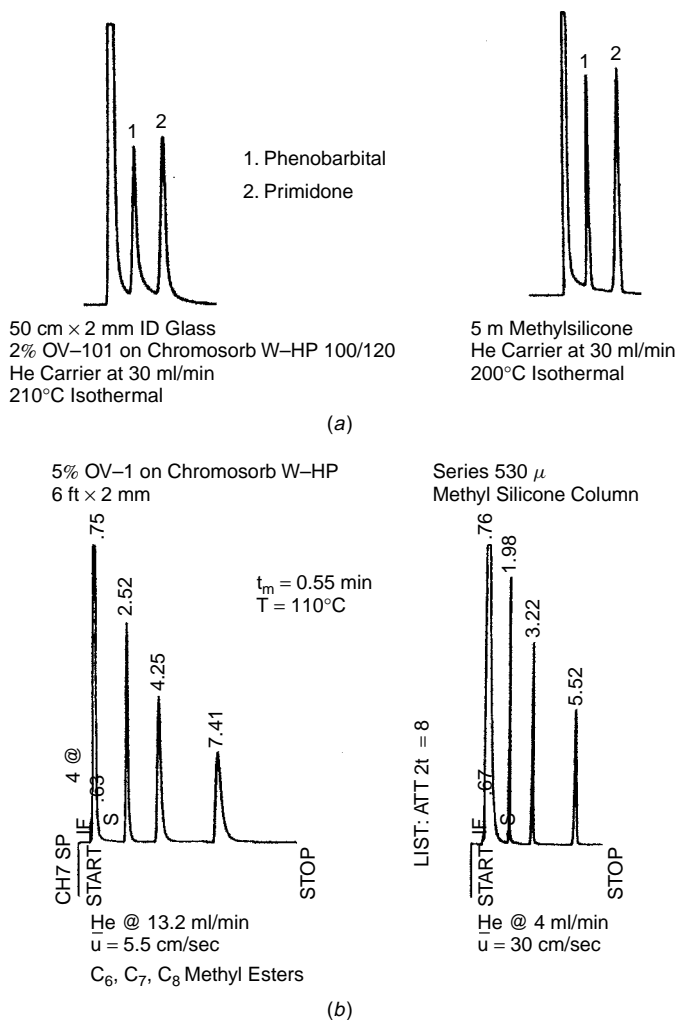 1
2
1. Phenobarbital
2. Primidone
1
2
50 cm × 2 mm ID Glass
2% OV–101 on Chromosorb W–HP 100/120
He Carrier at 30 ml/min
210°C Isothermal
5 m Methylsilicone
He Carrier at 30 ml/min
200°C Isothermal
(a)
5% OV–1 on Chromosorb W–HP
6 ft × 2 mm
Series 530 μ
Methyl Silicone Column
.75
2.52
4.25
7.41
t_m = 0.55 min
T = 110°C
4 @
.63
S
IF
CH7 SP
START
STOP
.76
1.98
3.22
5.52
LIST: ATT 2t = 8
.67
S
IF
START
STOP
He @ 13.2 ml/min
u̅ = 5.5 cm/sec
C₆, C₇, C₈ Methyl Esters
He @ 4 ml/min
u̅ = 30 cm/sec
(b)